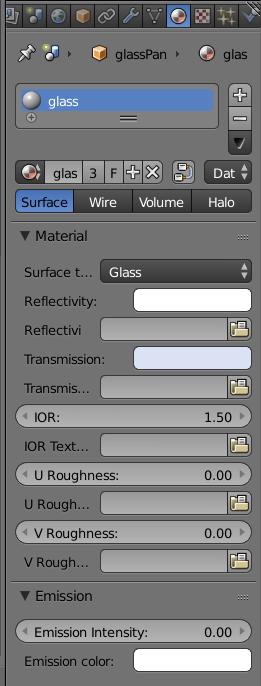 glassPan glas
glass
glas 3 F Dat
Surface Wire Volume Halo
Material
Surface t... Glass
Reflectivity:
Reflectivi
Transmission:
Transmis...
IOR: 1.50
IOR Text...
U Roughness: 0.00
U Rough...
V Roughness: 0.00
V Rough...
Emission
Emission Intensity: 0.00
Emission color: